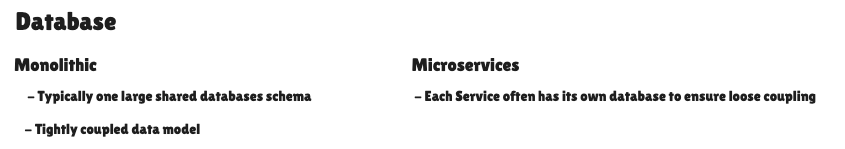 Database
Monolithic
– Typically one large shared databases schema
– Tightly coupled data model
Microservices
– Each Service often has its own database to ensure loose coupling